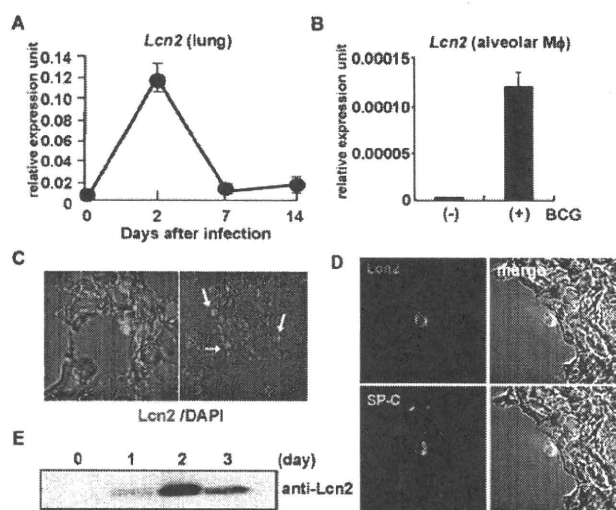 A
Lcn2 (lung)
relative expression unit
0.14
0.12
0.10
0.08
0.06
0.04
0.02
0
0 2 7 14
Days after infection
B
Lcn2 (alveolar Mϕ)
relative expression unit
0.00015
0.00010
0.00005
0
(-) (+) BCG
C
Lcn2 /DAPI
D
Lcn2
merge
SP-C
E
0 1 2 3 (day)
anti-Lcn2